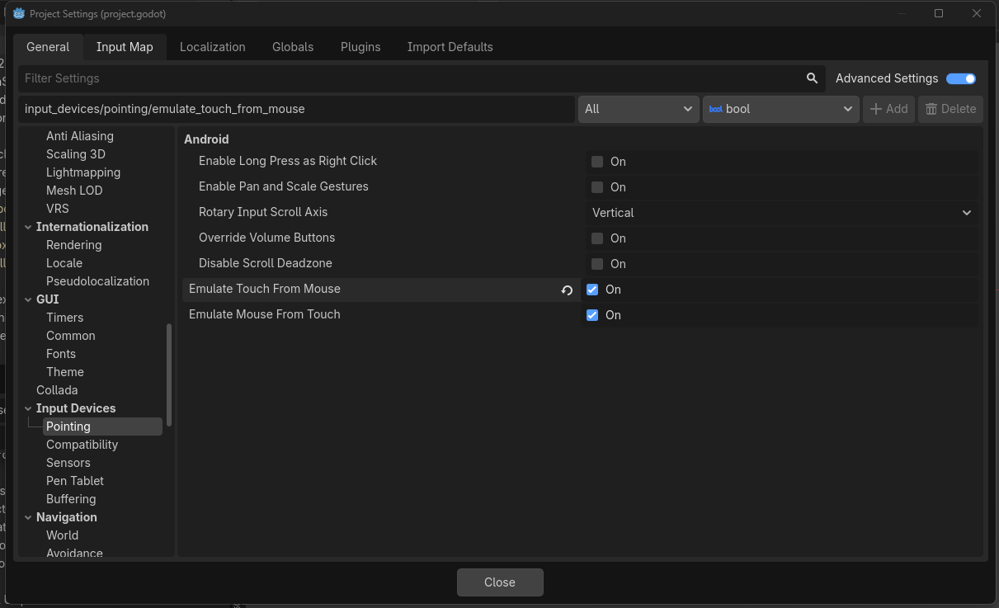 Project Settings (project.godot)
General Input Map Localization Globals Plugins Import Defaults
Filter Settings Advanced Settings
input_devices/pointing/emulate_touch_from_mouse All bool bool Add Delete
Anti Aliasing
Scaling 3D
Lightmapping
Mesh LOD
VRS
Internationalization
Rendering
Locale
Pseudolocalization
GUI
Timers
Common
Fonts
Theme
Collada
Input Devices
Pointing
Compatibility
Sensors
Pen Tablet
Buffering
Navigation
World
Avoidance
Android
Enable Long Press as Right Click On
Enable Pan and Scale Gestures On
Rotary Input Scroll Axis Vertical
Override Volume Buttons On
Disable Scroll Deadzone On
Emulate Touch From Mouse On
Emulate Mouse From Touch On
Close